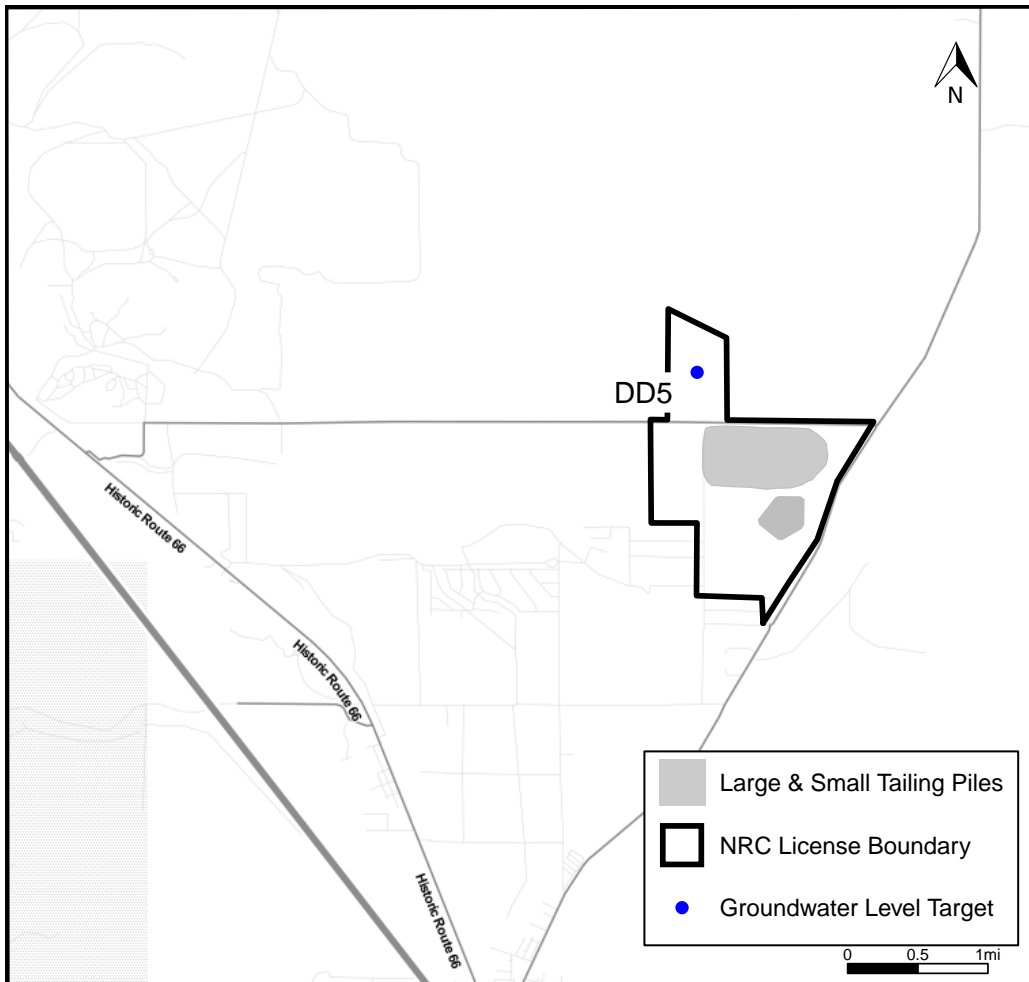 N
DD5
Historic Route 66
Historic Route 66
Historic Route 66
Large & Small Tailing Piles
NRC License Boundary
Groundwater Level Target
0 0.5 1mi